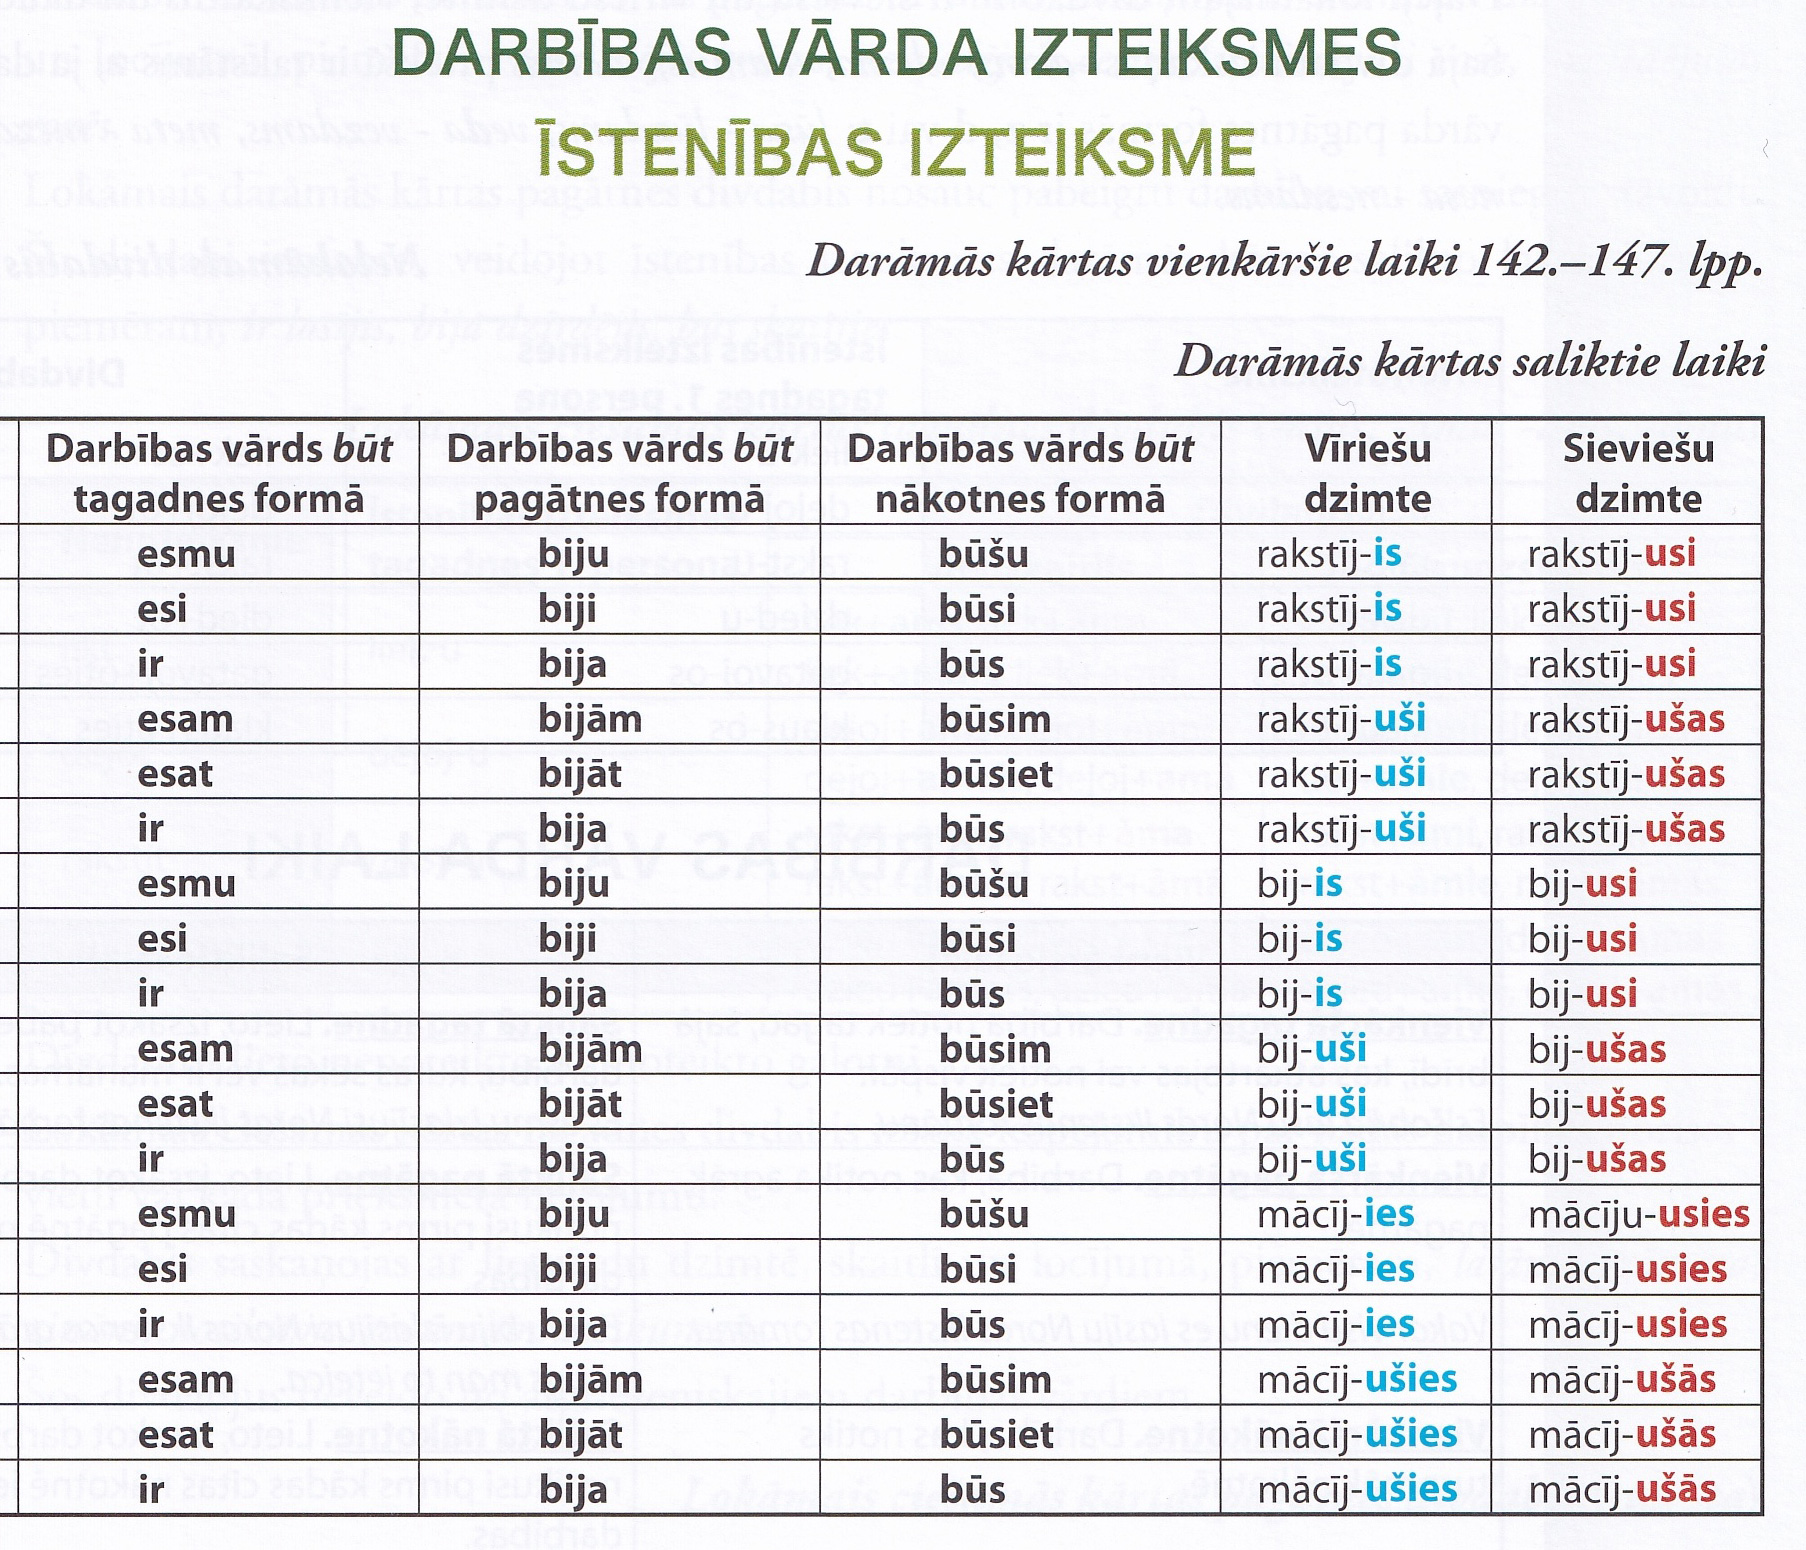 DARBĪBAS VĀRDA IZTEIKSMES
ĪSTENĪBAS IZTEIKSME
Darāmās kārtas vienkāršie laiki 142.–147. lpp.
Darāmās kārtas saliktie laiki
Darbības vārds būt Darbības vārds būt Darbības vārds būt Vīriešu Sieviešu
tagadnes formā pagātnes formā nākotnes formā dzimte dzimte
esmu biju būšu rakstīj-is rakstīj-usi
esi biji būsi rakstīj-is rakstīj-usi
ir bija būs rakstīj-is rakstīj-usi
esam bijām būsim rakstīj-uši rakstīj-ušas
esat bijāt būsiet rakstīj-uši rakstīj-ušas
ir bija būs rakstīj-uši rakstīj-ušas
esmu biju būšu bij-is bij-usi
esi biji būsi bij-is bij-usi
ir bija būs bij-is bij-usi
esam bijām būsim bij-uši bij-ušas
esat bijāt būsiet bij-uši bij-ušas
ir bija būs bij-uši bij-ušas
esmu biju būšu mācīj-ies mācīju-usies
esi biji būsi mācīj-ies mācīj-usies
ir bija būs mācīj-ies mācīj-usies
esam bijām būsim mācīj-ušies mācīj-ušās
esat bijāt būsiet mācīj-ušies mācīj-ušās
ir bija būs mācīj-ušies mācīj-ušās